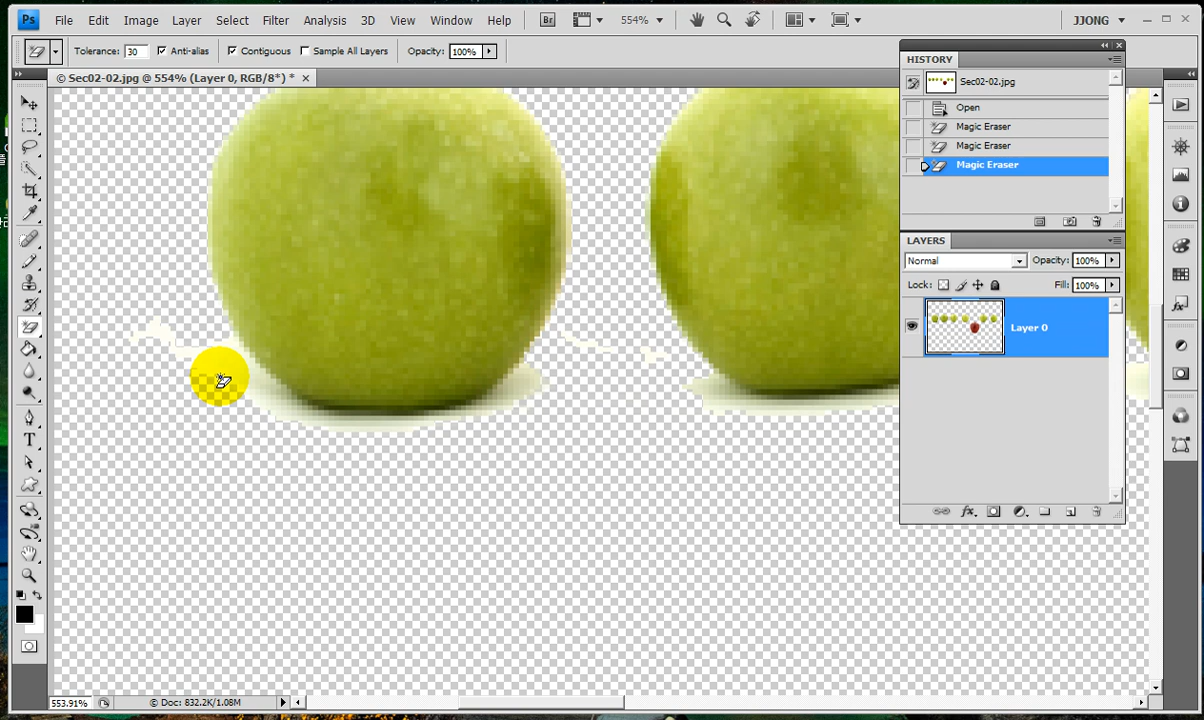 Ps File Edit Image Layer Select Filter Analysis 3D View Window Help Br 554% JJONG
Tolerance: 30 Anti-alias Contiguous Sample All Layers Opacity: 100%
© Sec02-02.jpg @ 554% (Layer 0, RGB/8*) *
HISTORY
Sec02-02.jpg
Open
Magic Eraser
Magic Eraser
Magic Eraser
LAYERS
Normal Opacity: 100%
Lock: Fill: 100%
Layer 0
T
fx
553.91% © Doc: 832.2K/1.08M